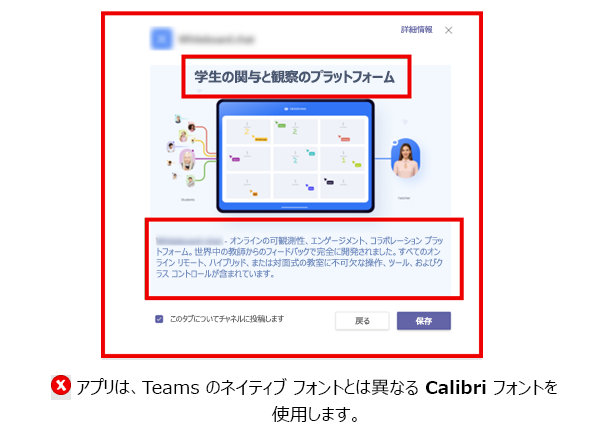 詳細情報
学生の関与と観察のプラットフォーム
Students
- オンラインの可観測性、エンゲージメント、コラボレーション プラッ
トフォーム。世界中の教師からのフィードバックで完全に開発されました。すべてのオン
ライン リモート、ハイブリッド、または対面式の教室に不可欠な操作、ツール、およびク
ラス コントロールが含まれています。
このタブについてチャネルに投稿します
戻る
保存
アプリは、Teams のネイティブ フォントとは異なる Calibri フォントを
使用します。